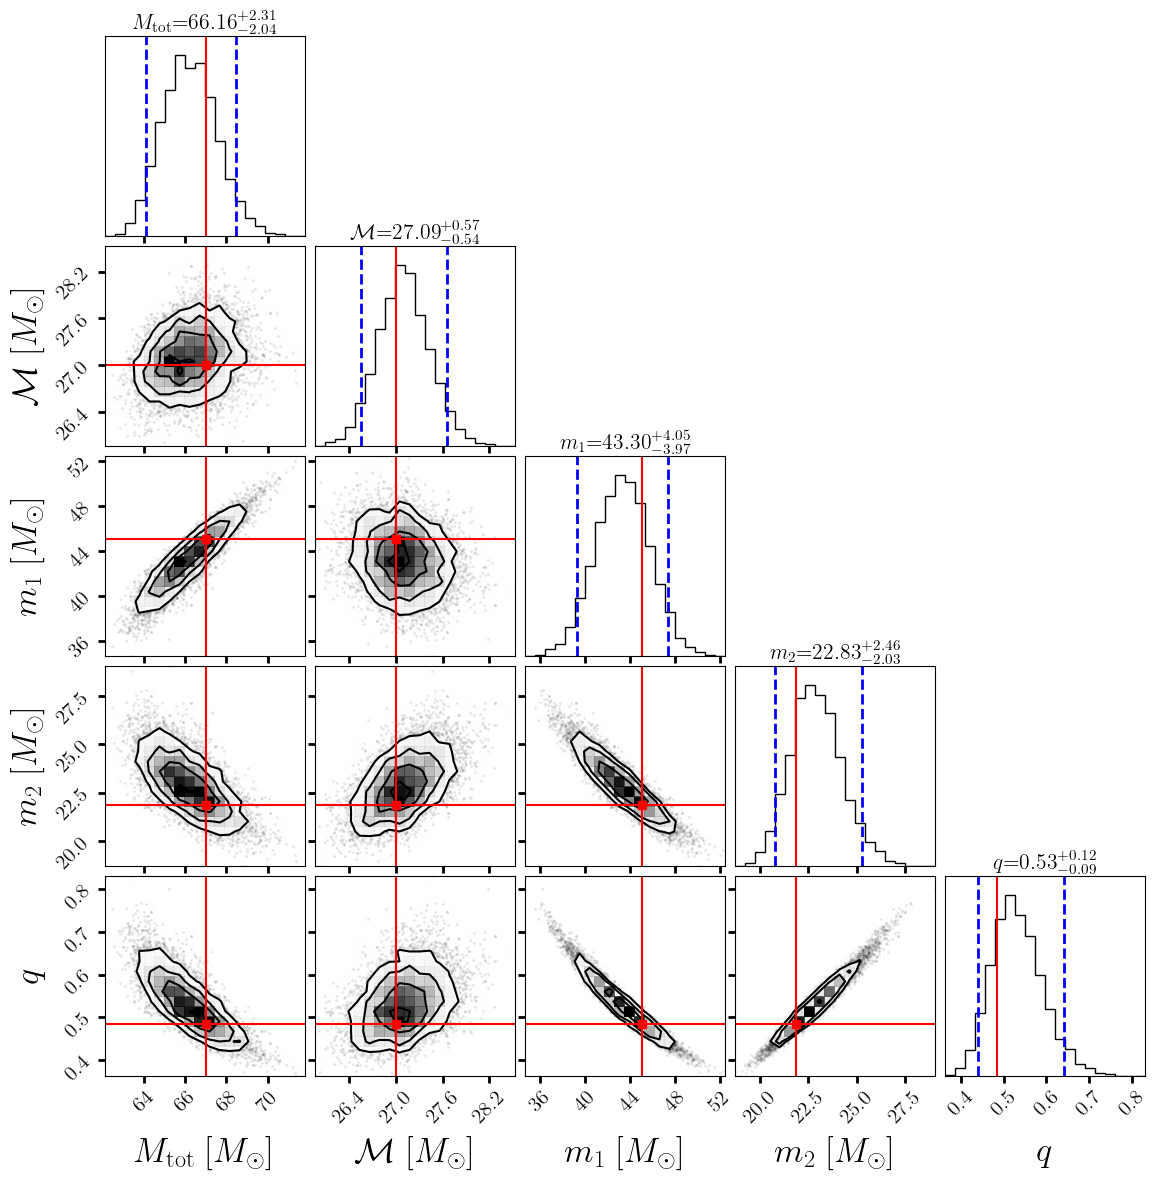 M_tot=66.16^{+2.31}_{-2.04}
ℳ=27.09^{+0.57}_{-0.54}
ℳ [M_⊙]
28.2
27.6
27.0
26.4
m_1=43.30^{+4.05}_{-3.97}
m_1 [M_⊙]
52
48
44
40
36
m_2=22.83^{+2.46}_{-2.03}
m_2 [M_⊙]
27.5
25.0
22.5
20.0
q=0.53^{+0.12}_{-0.09}
q
0.8
0.7
0.6
0.5
0.4
64 66 68 70 26.4 27.0 27.6 28.2 36 40 44 48 52 20.0 22.5 25.0 27.5 0.4 0.5 0.6 0.7 0.8
M_tot [M_⊙] ℳ [M_⊙] m_1 [M_⊙] m_2 [M_⊙] q